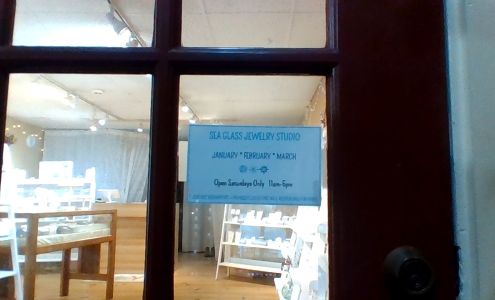 SEA GLASS JEWELRY STUDIO
JANUARY * FEBRUARY * MARCH
Open Saturdays Only 11am-5pm